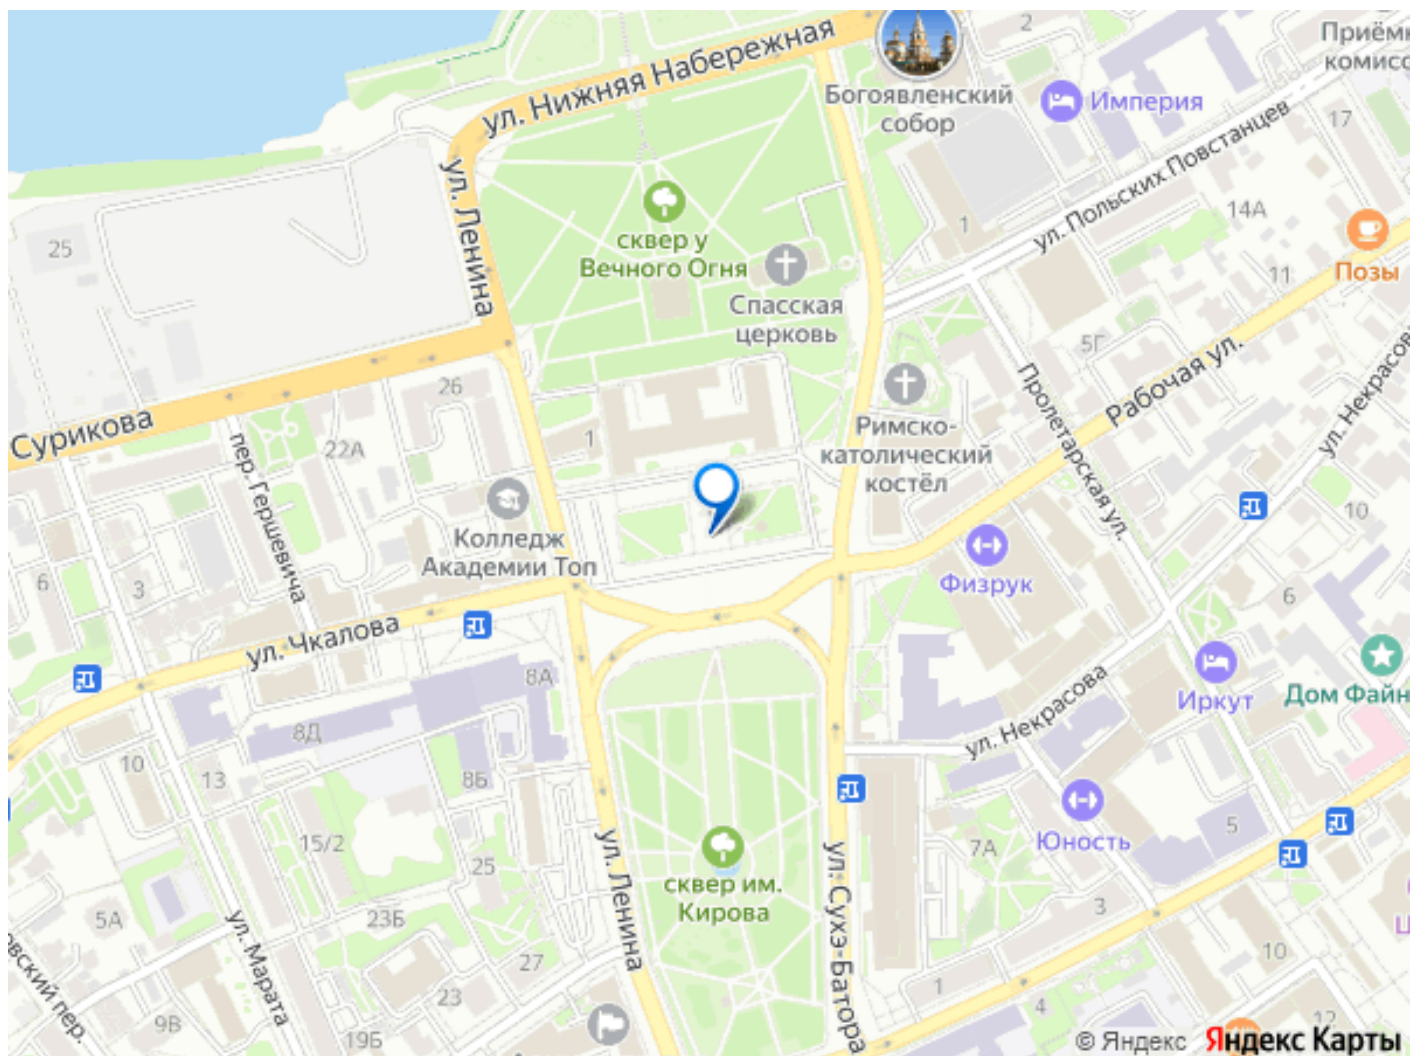 2
Приём
комисс
ул. Нижняя Набережная
Богоявленский
собор
Империя
17
ул. Польских Повстанцев
ул. Ленина
14А
1
сквер у
Вечного Огня
25
Позы
11
Спасская
церковь
5Г
Рабочая ул.
ул. Некрасова
Пролетарская ул.
26
Сурикова
22А
1
Римско-
католический
костёл
пер. Гершевича
10
Колледж
Академии Топ
Физрук
6
3
6
ул. Чкалова
8А
Дом Файн
Иркут
ул. Некрасова
8Д
10
13
8Б
Юность
5
15/2
7А
25
ул. Ленина
сквер им.
Кирова
ул. Сухэ-Батора
5А
23Б
3
ул. Марата
Ц
27
10
овский пер.
23
1
4
12
9В
19Б
© Яндекс Яндекс Карты